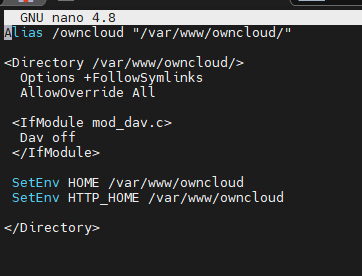 GNU nano 4.8
Alias /owncloud "/var/www/owncloud/"
<Directory /var/www/owncloud/>
Options +FollowSymlinks
AllowOverride All
<IfModule mod_dav.c>
Dav off
</IfModule>
SetEnv HOME /var/www/owncloud
SetEnv HTTP_HOME /var/www/owncloud
</Directory>